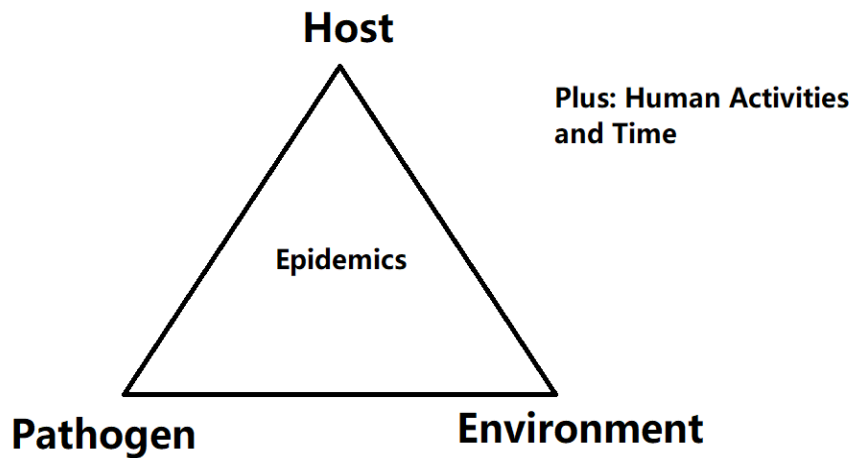 Host
Plus: Human Activities
and Time
Epidemics
Pathogen
Environment